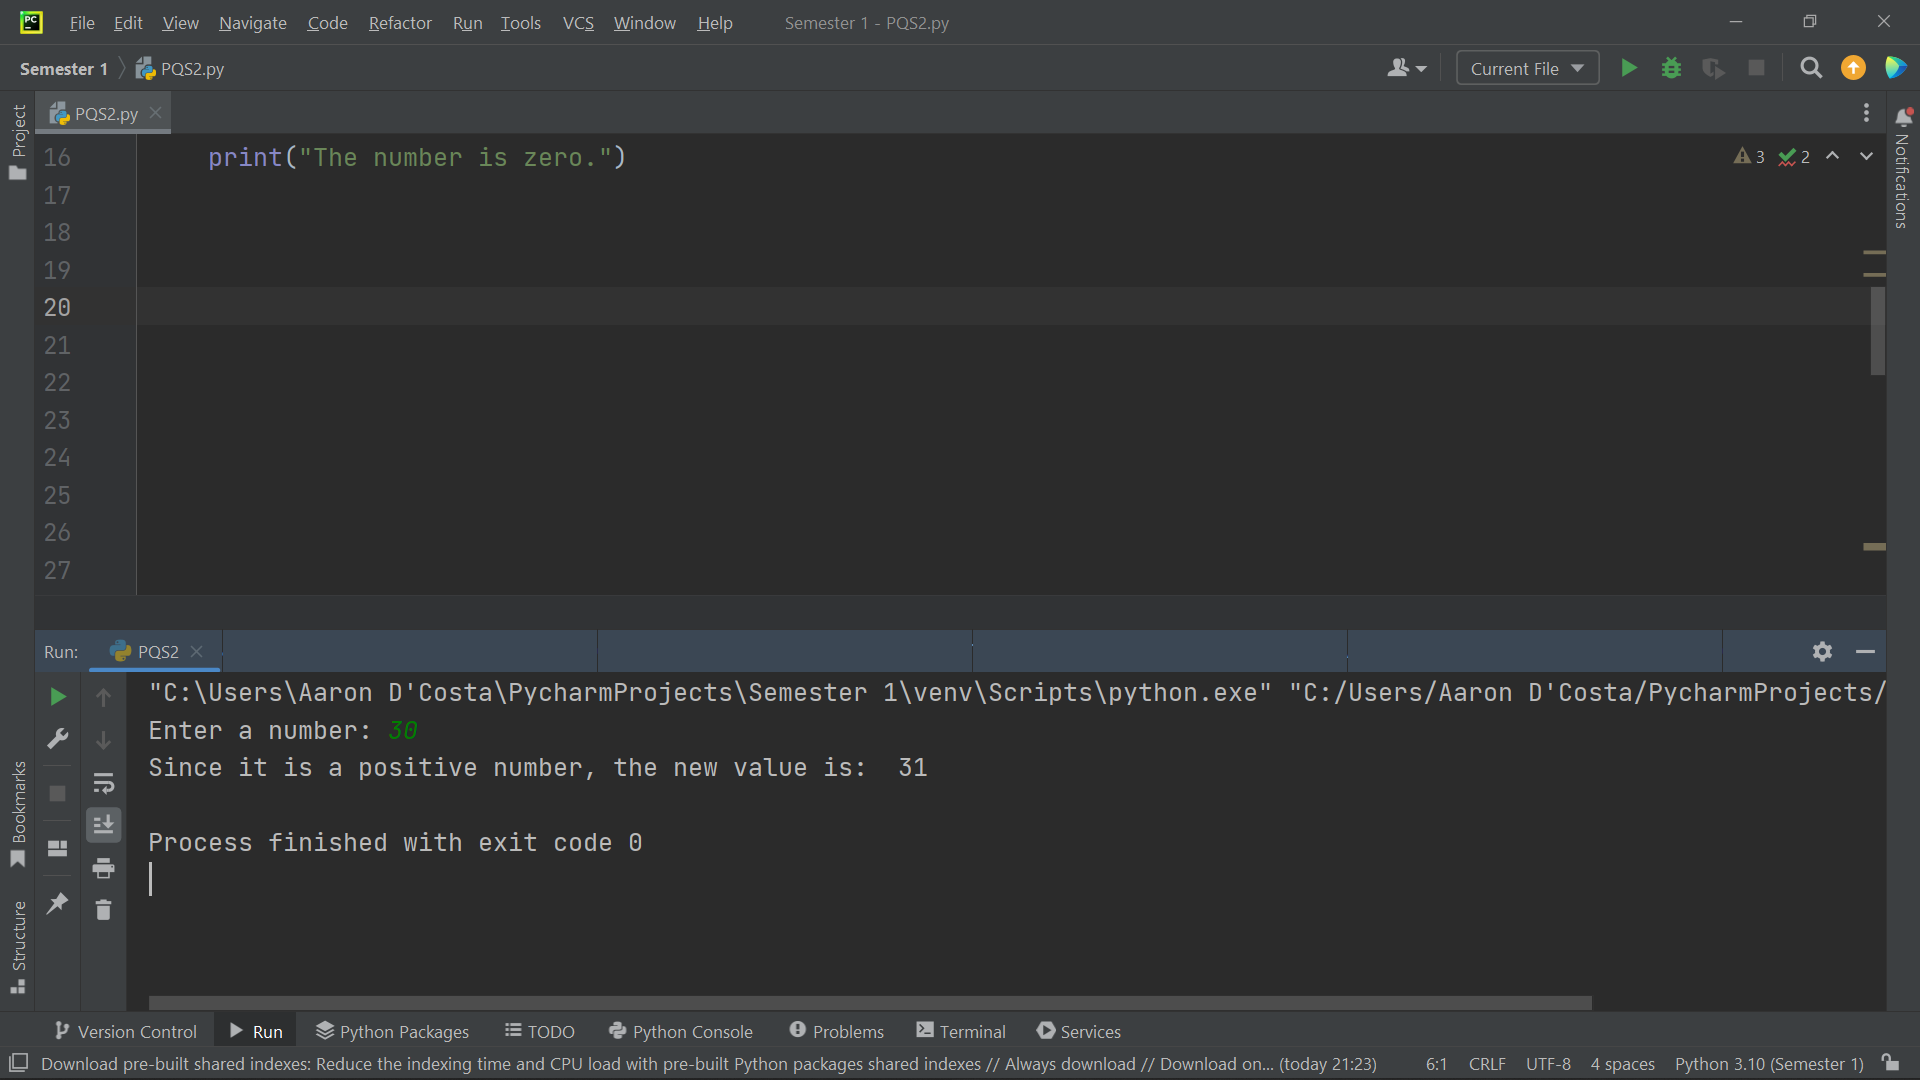 PC File Edit View Navigate Code Refactor Run Tools VCS Window Help Semester 1 - PQS2.py
Semester 1 PQS2.py Current File
PQS2.py
Project
Notifications
16 print("The number is zero.") 3 2
17
18
19
20
21
22
23
24
25
26
27
Run: PQS2
"C:\Users\Aaron D'Costa\PycharmProjects\Semester 1\venv\Scripts\python.exe" "C:/Users/Aaron D'Costa/PycharmProjects/
Enter a number: 30
Since it is a positive number, the new value is:  31
Process finished with exit code 0
Bookmarks
Structure
Version Control Run Python Packages TODO Python Console Problems Terminal Services
Download pre-built shared indexes: Reduce the indexing time and CPU load with pre-built Python packages shared indexes // Always download // Download on... (today 21:23) 6:1 CRLF UTF-8 4 spaces Python 3.10 (Semester 1)